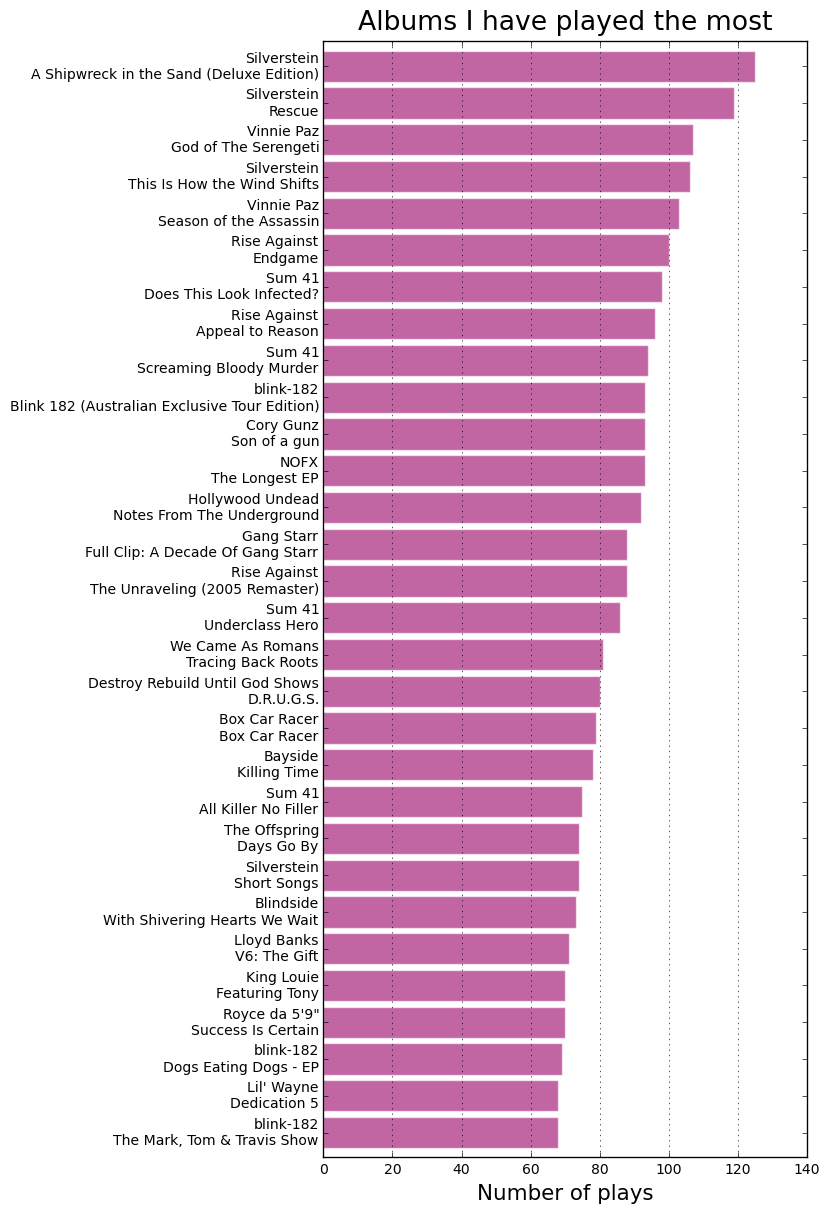 Albums I have played the most
Silverstein
A Shipwreck in the Sand (Deluxe Edition)
Silverstein
Rescue
Vinnie Paz
God of The Serengeti
Silverstein
This Is How the Wind Shifts
Vinnie Paz
Season of the Assassin
Rise Against
Endgame
Sum 41
Does This Look Infected?
Rise Against
Appeal to Reason
Sum 41
Screaming Bloody Murder
blink-182
Blink 182 (Australian Exclusive Tour Edition)
Cory Gunz
Son of a gun
NOFX
The Longest EP
Hollywood Undead
Notes From The Underground
Gang Starr
Full Clip: A Decade Of Gang Starr
Rise Against
The Unraveling (2005 Remaster)
Sum 41
Underclass Hero
We Came As Romans
Tracing Back Roots
Destroy Rebuild Until God Shows
D.R.U.G.S.
Box Car Racer
Box Car Racer
Bayside
Killing Time
Sum 41
All Killer No Filler
The Offspring
Days Go By
Silverstein
Short Songs
Blindside
With Shivering Hearts We Wait
Lloyd Banks
V6: The Gift
King Louie
Featuring Tony
Royce da 5'9"
Success Is Certain
blink-182
Dogs Eating Dogs - EP
Lil' Wayne
Dedication 5
blink-182
The Mark, Tom & Travis Show
0 20 40 60 80 100 120 140
Number of plays